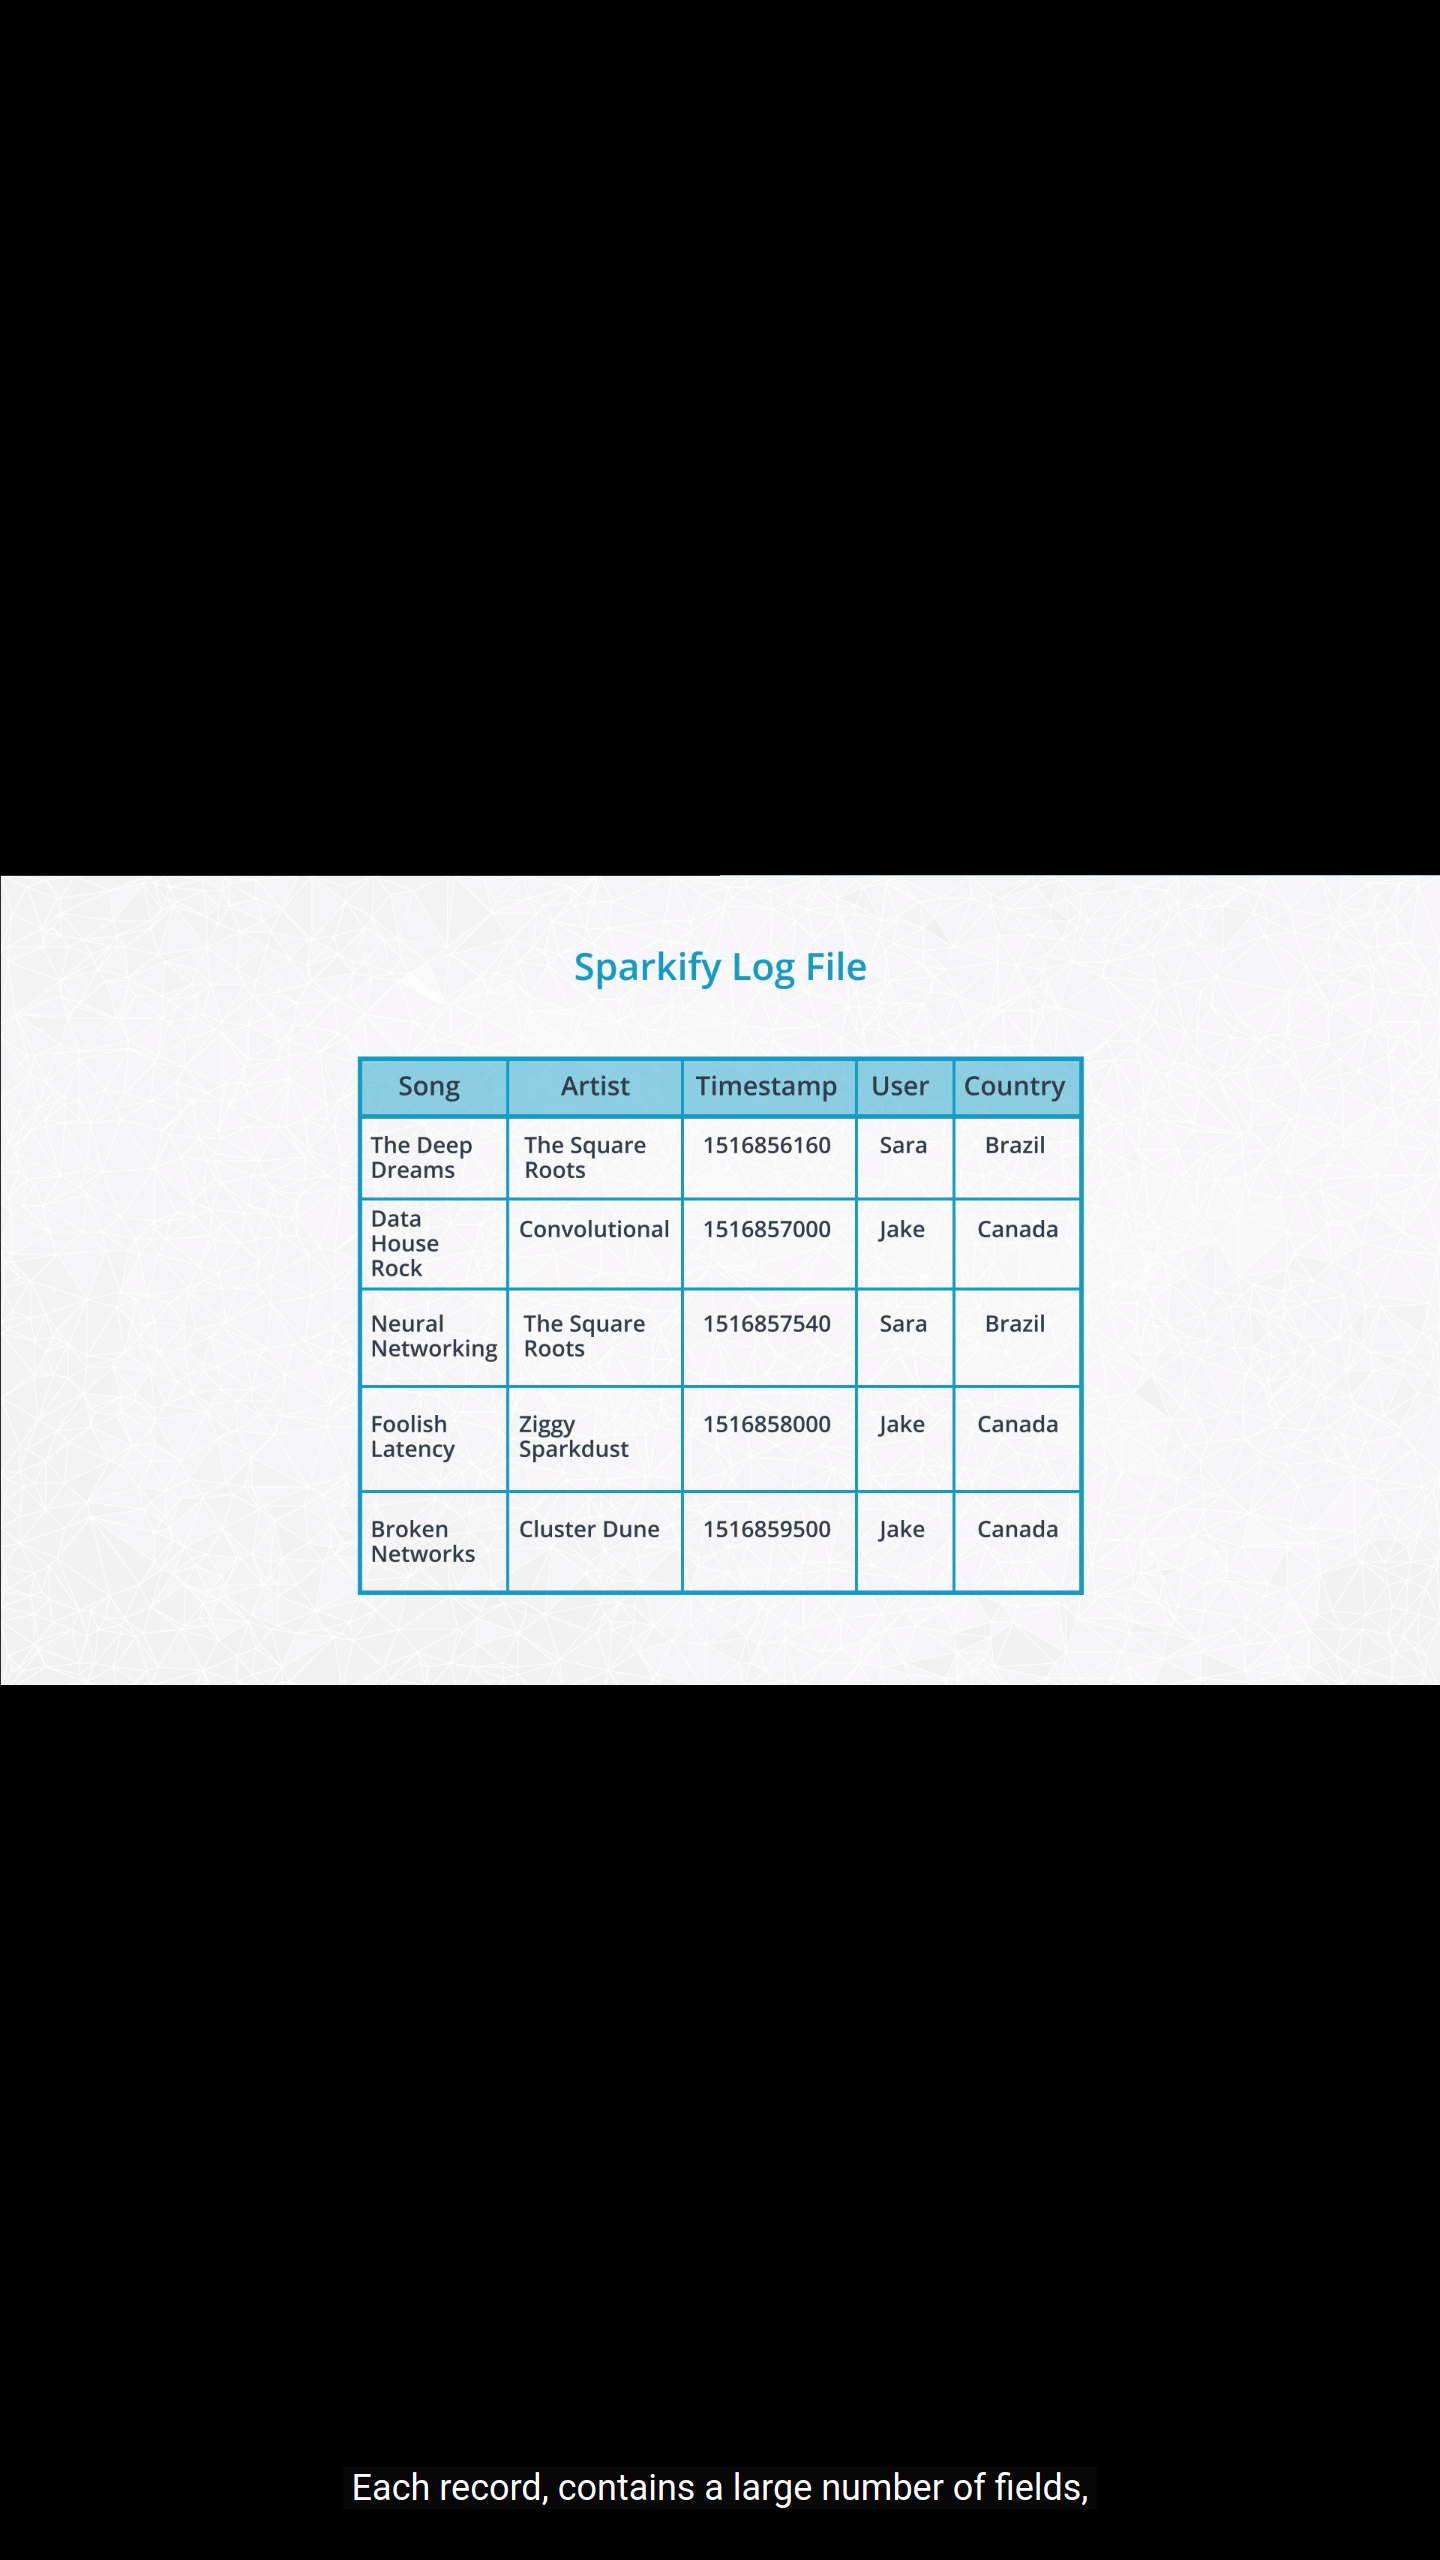 Sparkify Log File
Song Artist Timestamp User Country
The Deep The Square 1516856160 Sara Brazil
Dreams Roots
Data
Convolutional 1516857000 Jake Canada
House
Rock
Neural The Square 1516857540 Sara Brazil
Networking Roots
Foolish Ziggy 1516858000 Jake Canada
Latency Sparkdust
Broken Cluster Dune 1516859500 Jake Canada
Networks
Each record, contains a large number of fields,